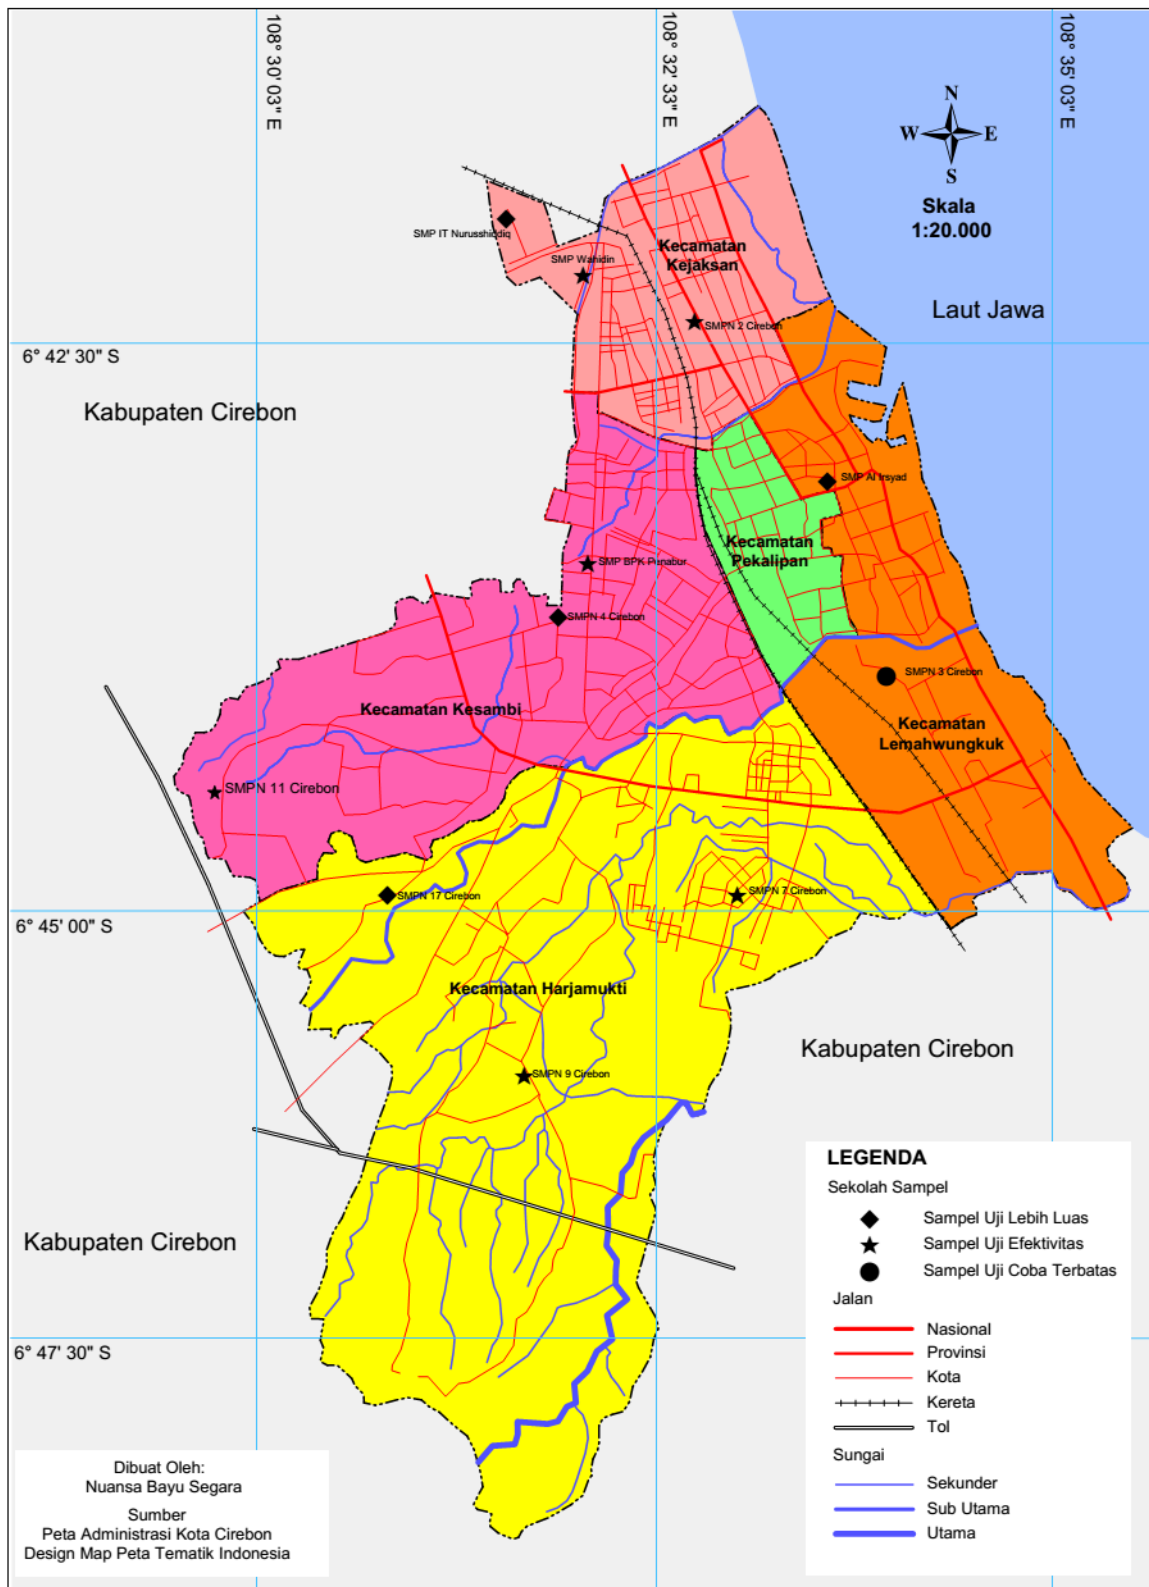 108° 30' 03" E
108° 32' 33" E
108° 35' 03" E
N
W
E
S
Skala
1:20.000
SMP IT Nurusshiddiq
SMP Wahidin
Kecamatan
Kejaksan
SMPN 2 Cirebon
Laut Jawa
6° 42' 30" S
Kabupaten Cirebon
SMP Al Irsyad
Kecamatan
Pekalipan
SMP BPK Penabur
SMPN 4 Cirebon
SMPN 3 Cirebon
Kecamatan Kesambi
Kecamatan
Lemahwungkuk
SMPN 11 Cirebon
SMPN 17 Cirebon
SMPN 7 Cirebon
6° 45' 00" S
Kecamatan Harjamukti
Kabupaten Cirebon
SMPN 9 Cirebon
Kabupaten Cirebon
6° 47' 30" S
LEGENDA
Sekolah Sampel
Sampel Uji Lebih Luas
Sampel Uji Efektivitas
Sampel Uji Coba Terbatas
Jalan
Nasional
Provinsi
Kota
Kereta
Tol
Sungai
Sekunder
Sub Utama
Utama
Dibuat Oleh:
Nuansa Bayu Segara
Sumber
Peta Administrasi Kota Cirebon
Design Map Peta Tematik Indonesia